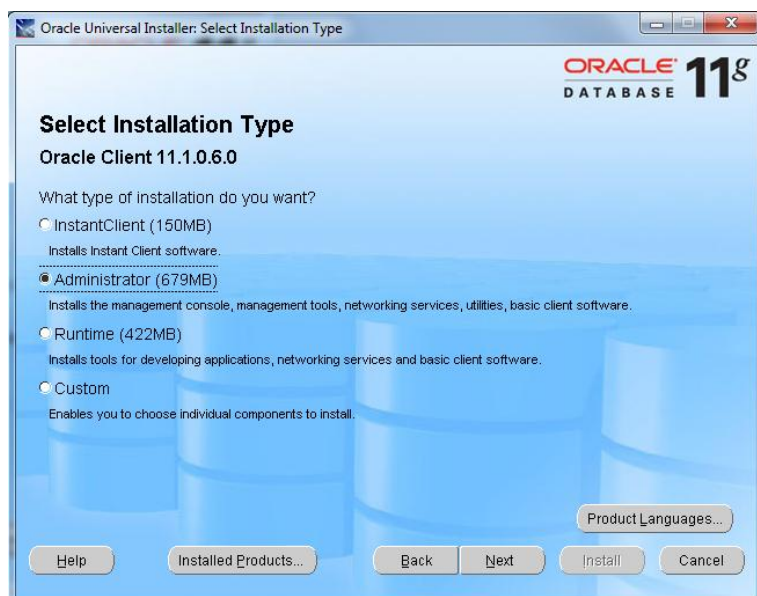 Oracle Universal Installer: Select Installation Type
ORACLE
DATABASE 11g
Select Installation Type
Oracle Client 11.1.0.6.0
What type of installation do you want?
InstantClient (150MB)
Installs Instant Client software.
Administrator (679MB)
Installs the management console, management tools, networking services, utilities, basic client software.
Runtime (422MB)
Installs tools for developing applications, networking services and basic client software.
Custom
Enables you to choose individual components to install.
Product Languages...
Help Installed Products... Back Next Install Cancel